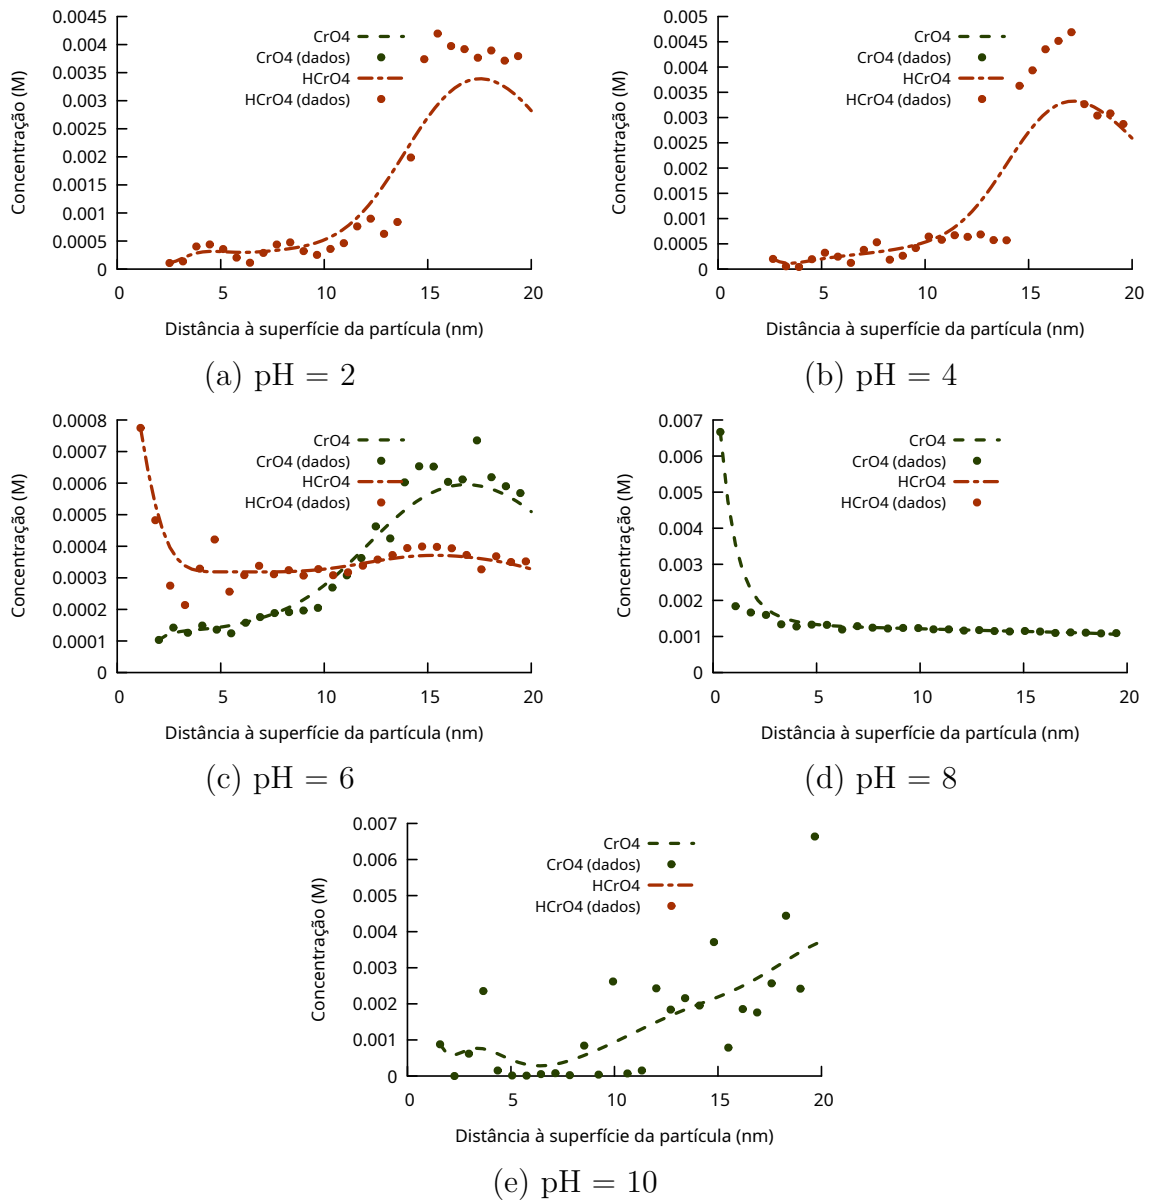 0.0045
0.004
0.0035
0.003
0.0025
0.002
0.0015
0.001
0.0005
0
Concentração (M)
CrO4
CrO4 (dados)
HCrO4
HCrO4 (dados)
0 5 10 15 20
Distância à superfície da partícula (nm)
(a) pH = 2
0.005
0.0045
0.004
0.0035
0.003
0.0025
0.002
0.0015
0.001
0.0005
0
Concentração (M)
CrO4
CrO4 (dados)
HCrO4
HCrO4 (dados)
0 5 10 15 20
Distância à superfície da partícula (nm)
(b) pH = 4
0.0008
0.0007
0.0006
0.0005
0.0004
0.0003
0.0002
0.0001
0
Concentração (M)
CrO4
CrO4 (dados)
HCrO4
HCrO4 (dados)
0 5 10 15 20
Distância à superfície da partícula (nm)
(c) pH = 6
0.007
0.006
0.005
0.004
0.003
0.002
0.001
0
Concentração (M)
CrO4
CrO4 (dados)
HCrO4
HCrO4 (dados)
0 5 10 15 20
Distância à superfície da partícula (nm)
(d) pH = 8
0.007
0.006
0.005
0.004
0.003
0.002
0.001
0
Concentração (M)
CrO4
CrO4 (dados)
HCrO4
HCrO4 (dados)
0 5 10 15 20
Distância à superfície da partícula (nm)
(e) pH = 10